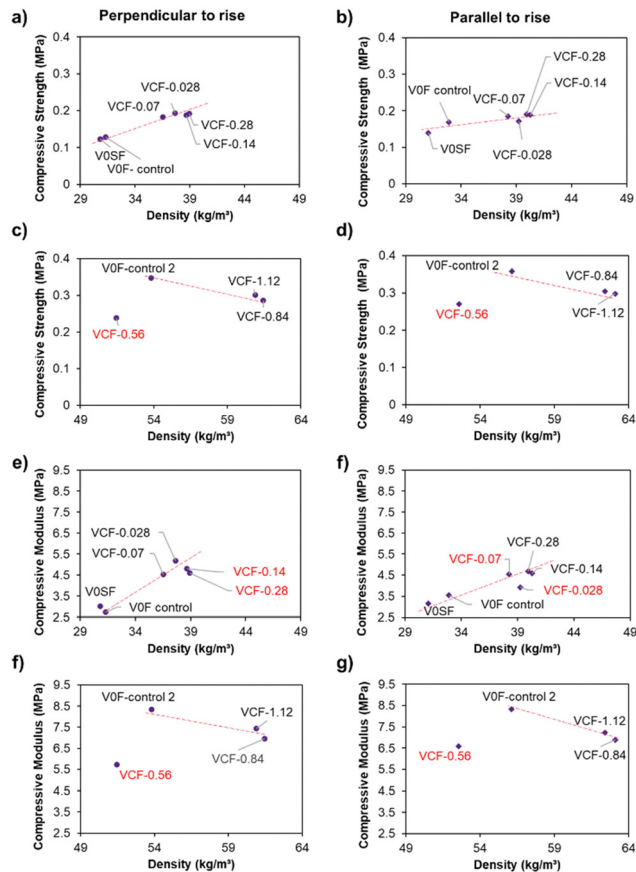 Perpendicular to rise
Parallel to rise
a)
Compressive Strength (MPa)
0.4
0.3
0.2
0.1
0
VCF-0.028
VCF-0.07
VCF-0.28
VCF-0.14
V0SF
V0F- control
29 34 39 44 49
Density (kg/m³)
b)
Compressive Strength (MPa)
0.4
0.3
0.2
0.1
0
VCF-0.28
VCF-0.07
VCF-0.14
V0F control
V0SF
VCF-0.028
29 34 39 44 49
Density (kg/m³)
c)
Compressive Strength (MPa)
0.4
0.3
0.2
0.1
0
V0F-control 2
VCF-1.12
VCF-0.84
VCF-0.56
49 54 59 64
Density (kg/m³)
d)
Compressive Strength (MPa)
0.4
0.3
0.2
0.1
0
V0F-control 2
VCF-0.84
VCF-0.56
VCF-1.12
49 54 59 64
Density (kg/m³)
e)
Compressive Modulus (MPa)
9.5
8.5
7.5
6.5
5.5
4.5
3.5
2.5
VCF-0.028
VCF-0.07
VCF-0.14
VCF-0.28
V0SF
V0F control
29 34 39 44 49
Density (kg/m³)
f)
Compressive Modulus (MPa)
9.5
8.5
7.5
6.5
5.5
4.5
3.5
2.5
VCF-0.28
VCF-0.07
VCF-0.14
VCF-0.028
V0SF
V0F control
29 34 39 44 49
Density (kg/m³)
f)
Compressive Modulus (MPa)
9.5
8.5
7.5
6.5
5.5
4.5
3.5
2.5
V0F-control 2
VCF-1.12
VCF-0.84
VCF-0.56
49 54 59 64
Density (kg/m³)
g)
Compressive Modulus (MPa)
9.5
8.5
7.5
6.5
5.5
4.5
3.5
2.5
V0F-control 2
VCF-1.12
VCF-0.84
VCF-0.56
49 54 59 64
Density (kg/m³)